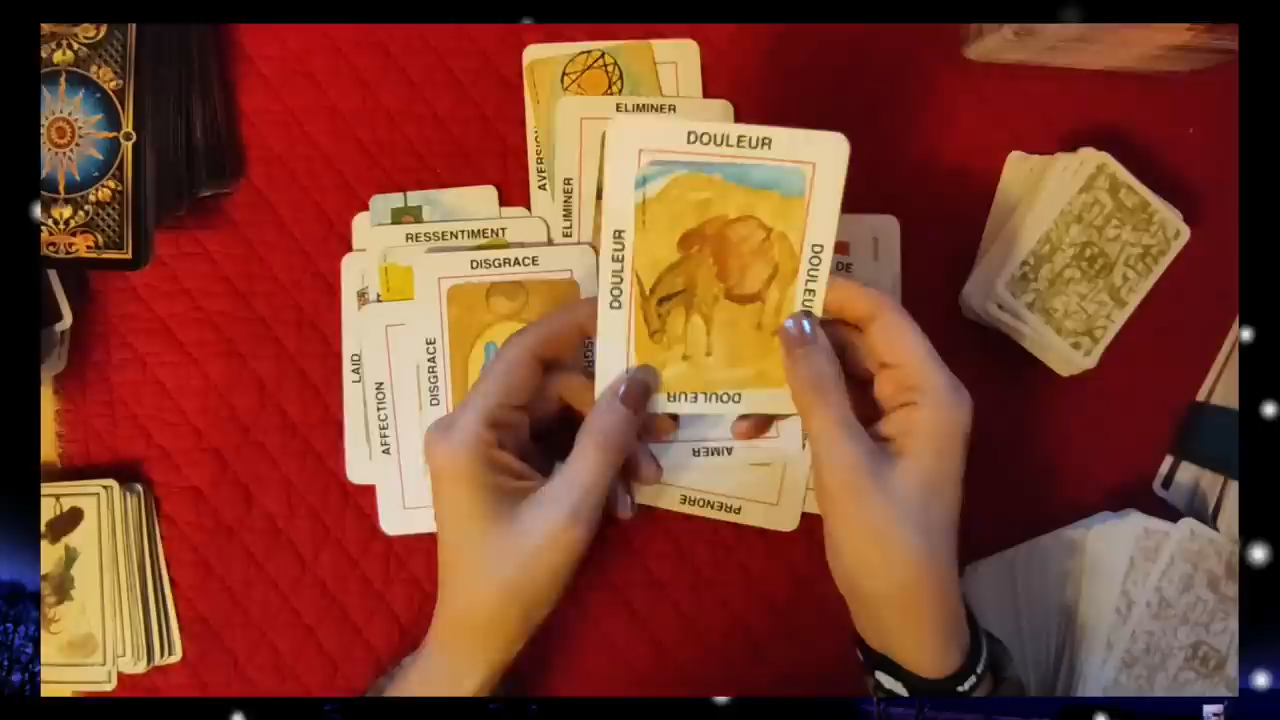 AVERSION
ELIMINER
ELIMINER
DOULEUR
DOULEUR
DOULEUR
DOULEUR
RESSENTIMENT
DISGRACE
DISGRACE
LAID
AFFECTION
DE
AIMER
PRENDRE